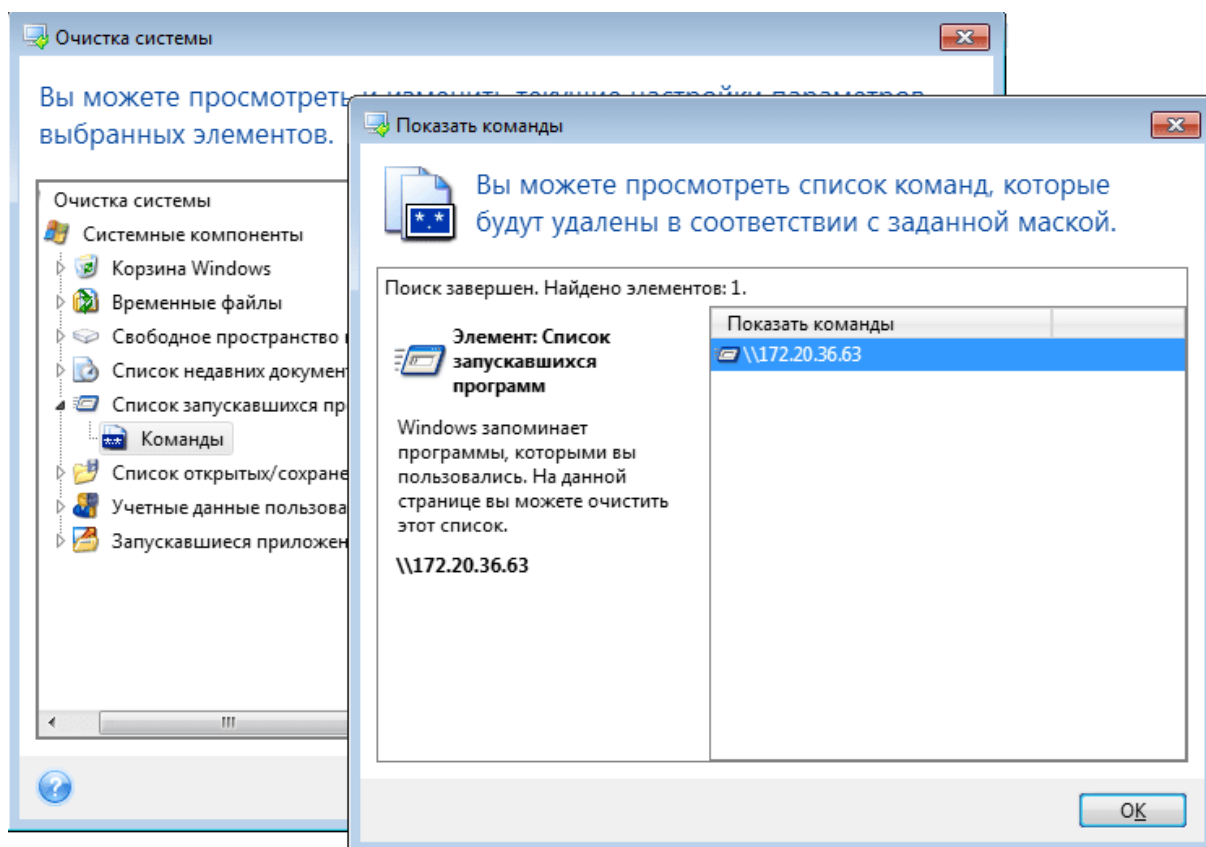 Очистка системы
Вы можете просмотреть и изменить текущие настройки параметров
выбранных элементов.
Очистка системы
Системные компоненты
Корзина Windows
Временные файлы
Свободное пространство
Список недавних докумен
Список запускавшихся пр
Команды
Список открытых/сохране
Учетные данные пользова
Запускавшиеся приложен
Показать команды
Вы можете просмотреть список команд, которые
будут удалены в соответствии с заданной маской.
*.*
Поиск завершен. Найдено элементов: 1.
Элемент: Список
запускавшихся
программ
Windows запоминает
программы, которыми вы
пользовались. На данной
странице вы можете очистить
этот список.
\\172.20.36.63
Показать команды
\\172.20.36.63
OK